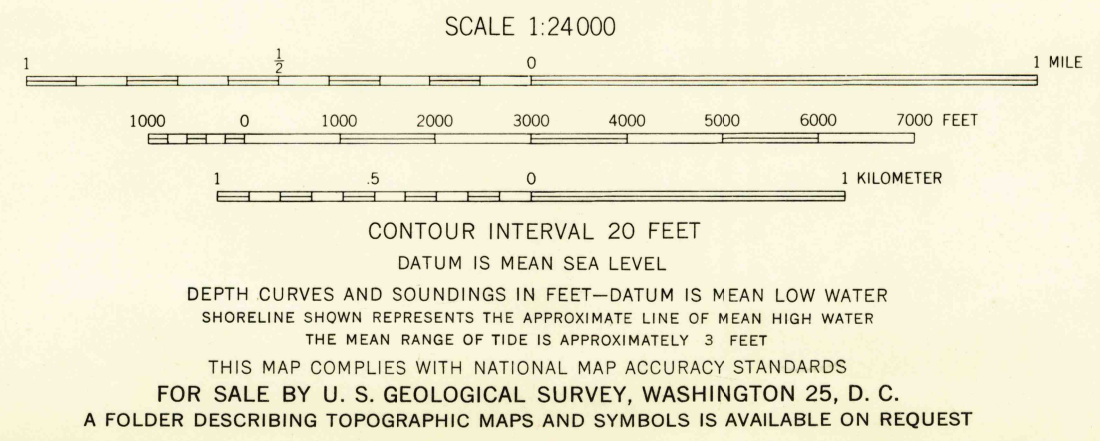 SCALE 1:24000
1 ½ 0 1 MILE
1000 0 1000 2000 3000 4000 5000 6000 7000 FEET
1 .5 0 1 KILOMETER
CONTOUR INTERVAL 20 FEET
DATUM IS MEAN SEA LEVEL
DEPTH CURVES AND SOUNDINGS IN FEET—DATUM IS MEAN LOW WATER
SHORELINE SHOWN REPRESENTS THE APPROXIMATE LINE OF MEAN HIGH WATER
THE MEAN RANGE OF TIDE IS APPROXIMATELY 3 FEET
THIS MAP COMPLIES WITH NATIONAL MAP ACCURACY STANDARDS
FOR SALE BY U. S. GEOLOGICAL SURVEY, WASHINGTON 25, D. C.
A FOLDER DESCRIBING TOPOGRAPHIC MAPS AND SYMBOLS IS AVAILABLE ON REQUEST